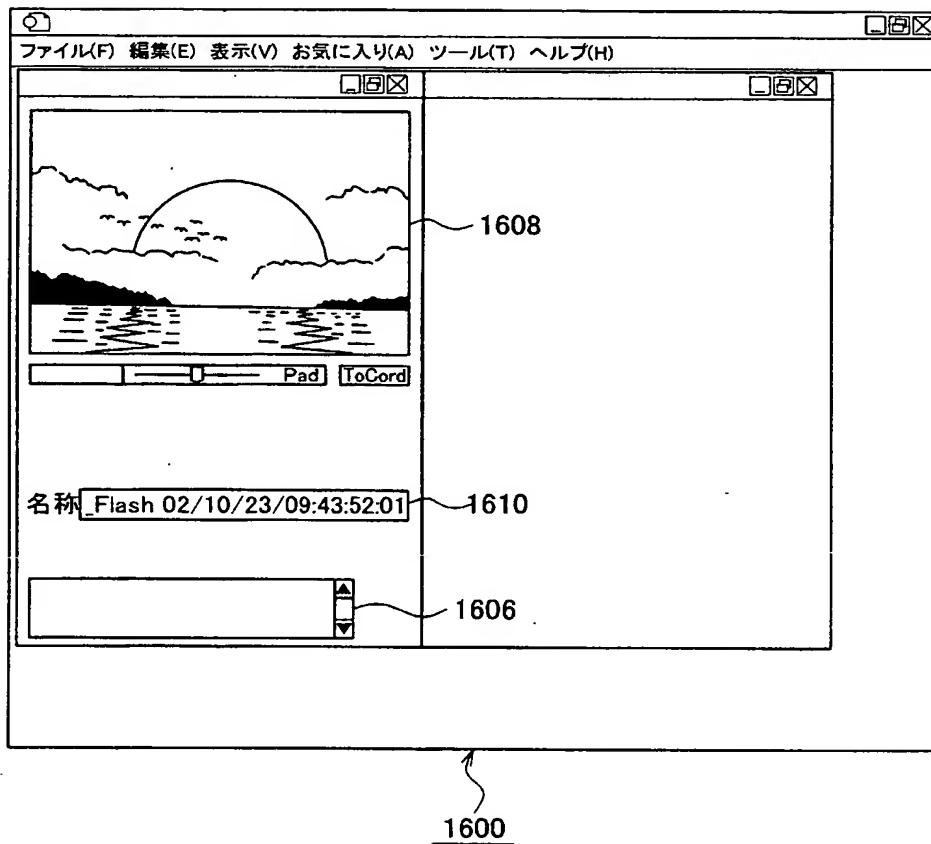 ファイル(F) 編集(E) 表示(V) お気に入り(A) ツール(T) ヘルプ(H)
1608
Pad ToCord
名称 _Flash 02/10/23/09:43:52:01
1610
1606
1600